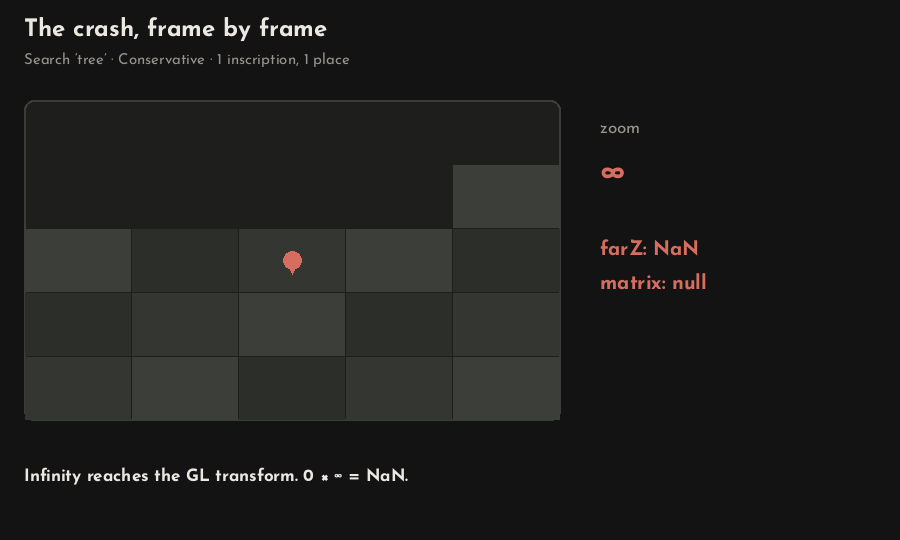 The crash, frame by frame
Search ‘tree’ · Conservative · 1 inscription, 1 place
zoom
∞
farZ: NaN
matrix: null
Infinity reaches the GL transform. 0 × ∞ = NaN.